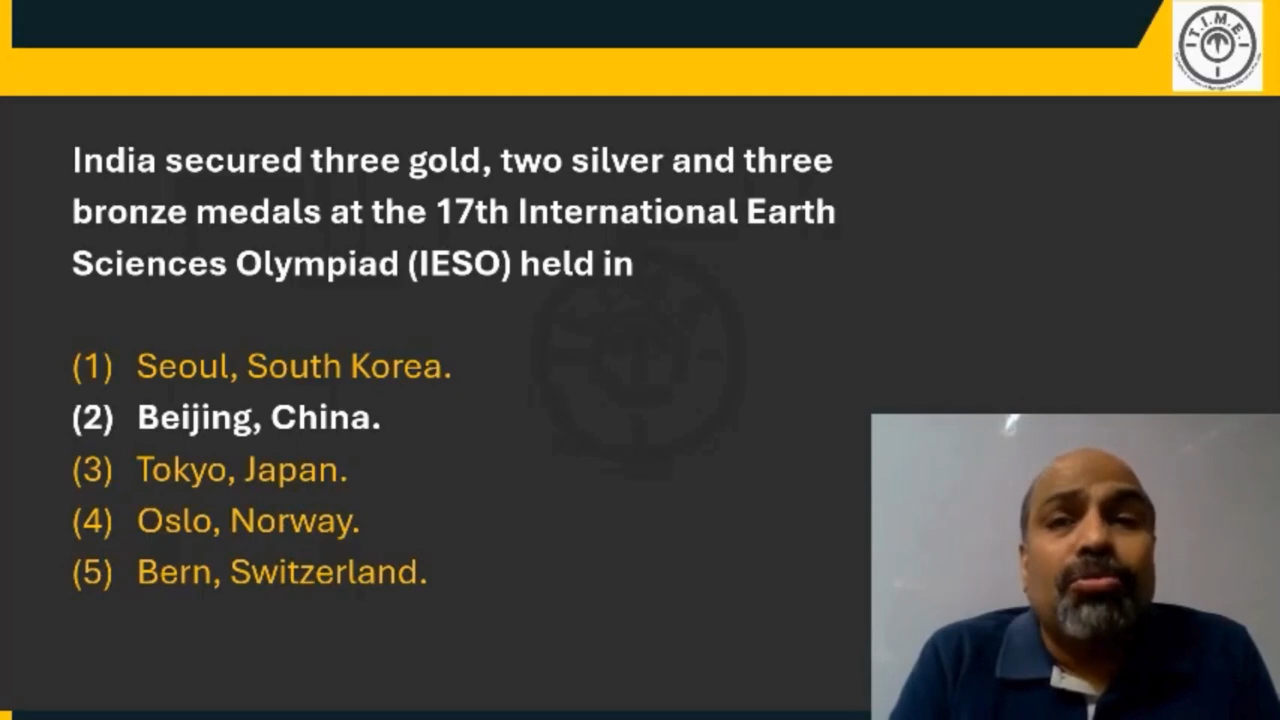 T.I.M.E.
India secured three gold, two silver and three
bronze medals at the 17th International Earth
Sciences Olympiad (IESO) held in
(1) Seoul, South Korea.
(2) Beijing, China.
(3) Tokyo, Japan.
(4) Oslo, Norway.
(5) Bern, Switzerland.